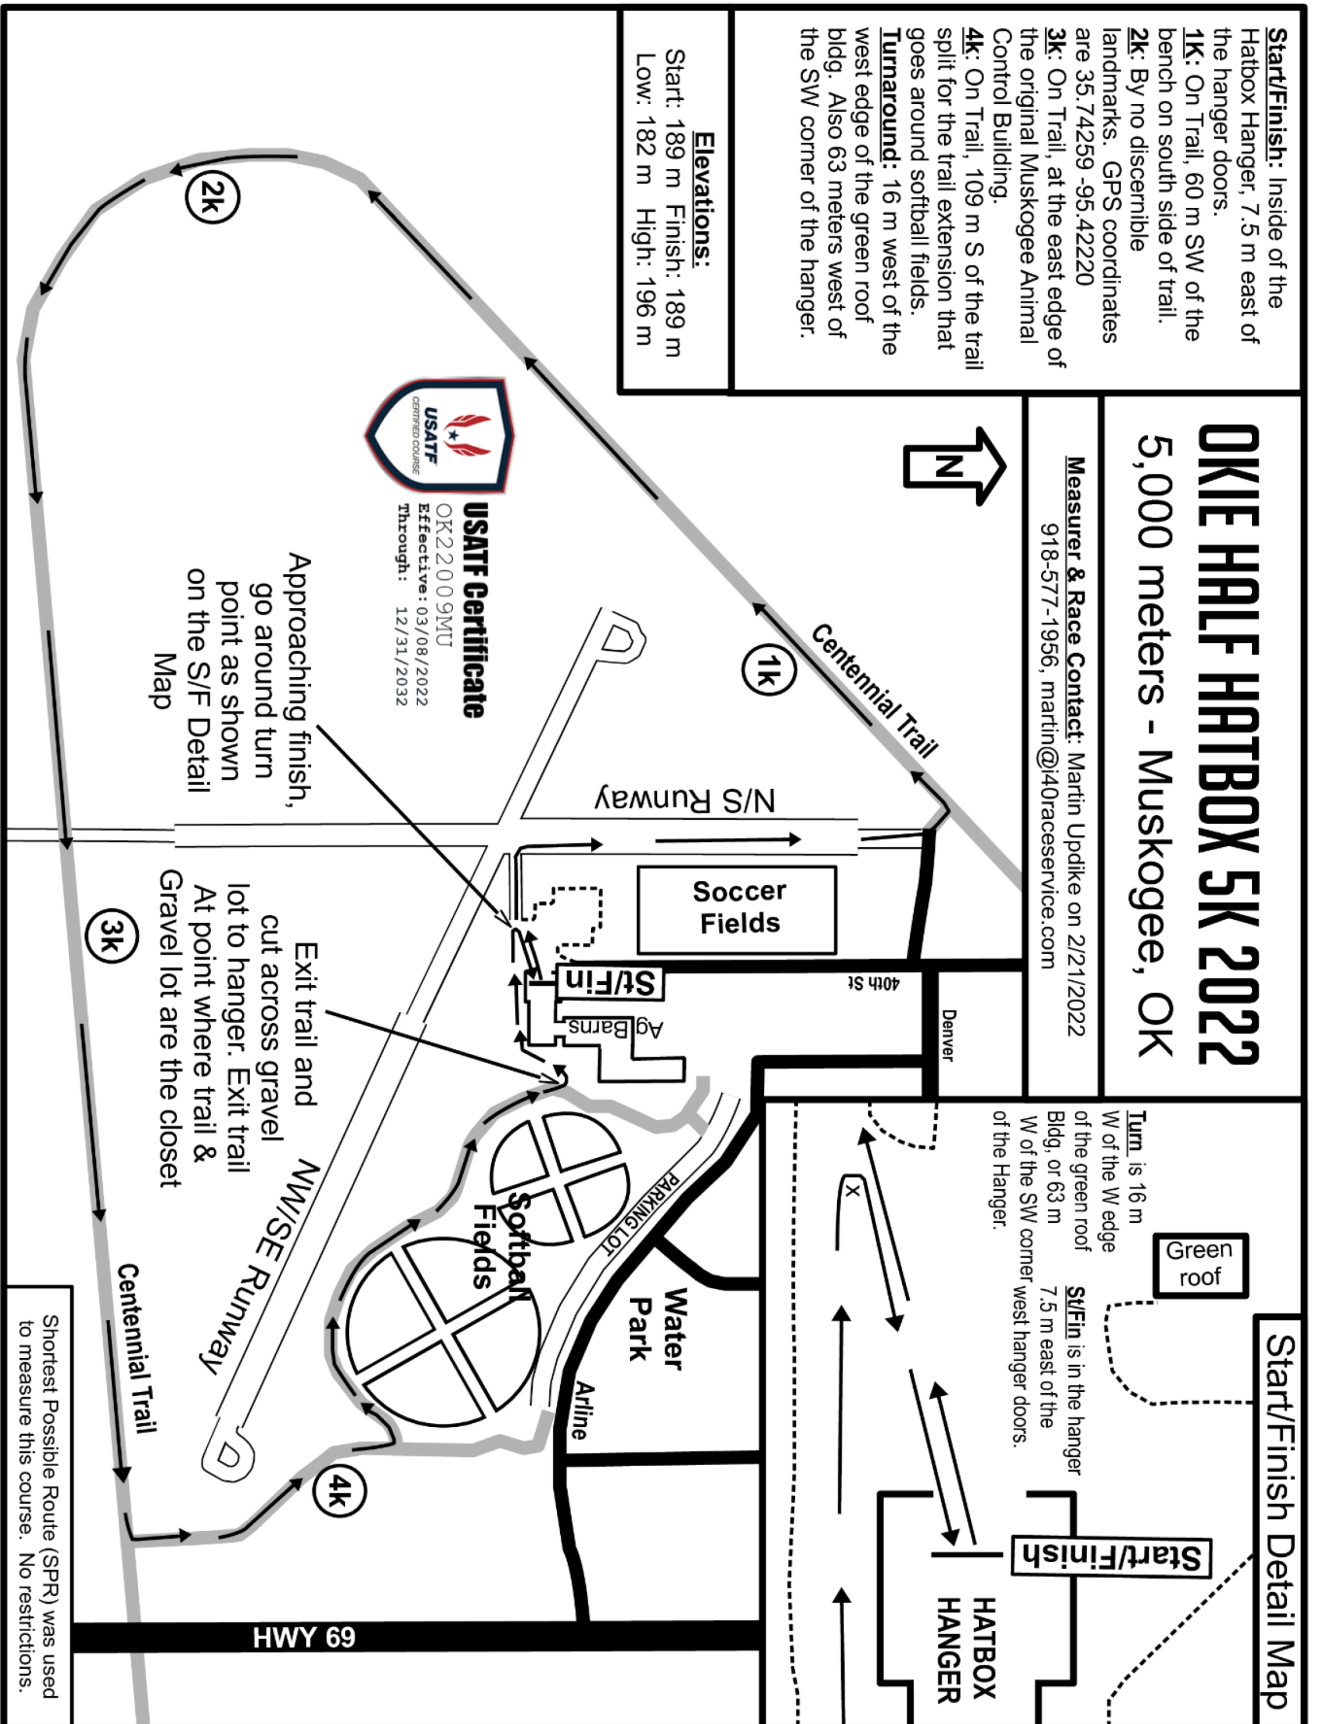 OKIE HALF HATBOX 5K 2022
5,000 meters - Muskogee, OK
Measurer & Race Contact: Martin Updike on 2/21/2022
918-577-1956, martin@i40raceservice.com
Start/Finish: Inside of the
Hatbox Hanger, 7.5 m east of
the hanger doors.
1K: On Trail, 60 m SW of the
bench on south side of trail.
2k: By no discernible
landmarks. GPS coordinates
are 35.74259 -95.42220
3k: On Trail, at the east edge of
the original Muskogee Animal
Control Building.
4k: On Trail, 109 m S of the trail
split for the trail extension that
goes around softball fields.
Turnaround: 16 m west of the
west edge of the green roof
bldg. Also 63 meters west of
the SW corner of the hanger.
Elevations:
Start: 189 m Finish: 189 m
Low: 182 m High: 196 m
N
Start/Finish Detail Map
Green
roof
Turn is 16 m
W of the W edge
of the green roof
Bldg, or 63 m
W of the SW corner
of the Hanger.
St/Fin is in the hanger
7.5 m east of the
west hanger doors.
X
Start/Finish
HATBOX
HANGER
Centennial Trail
1k
2k
USATF
CERTIFIED COURSE
USATF Certificate
OK22009MU
Effective: 03/08/2022
Through: 12/31/2032
N/S Runway
Soccer
Fields
40th St
Denver
St/Fin
Ag Barns
PARKING LOT
Water
Park
Arline
Softball
Fields
Approaching finish,
go around turn
point as shown
on the S/F Detail
Map
Exit trail and
cut across gravel
lot to hanger. Exit trail
At point where trail &
Gravel lot are the closet
NW/SE Runway
3k
4k
Centennial Trail
HWY 69
Shortest Possible Route (SPR) was used
to measure this course. No restrictions.